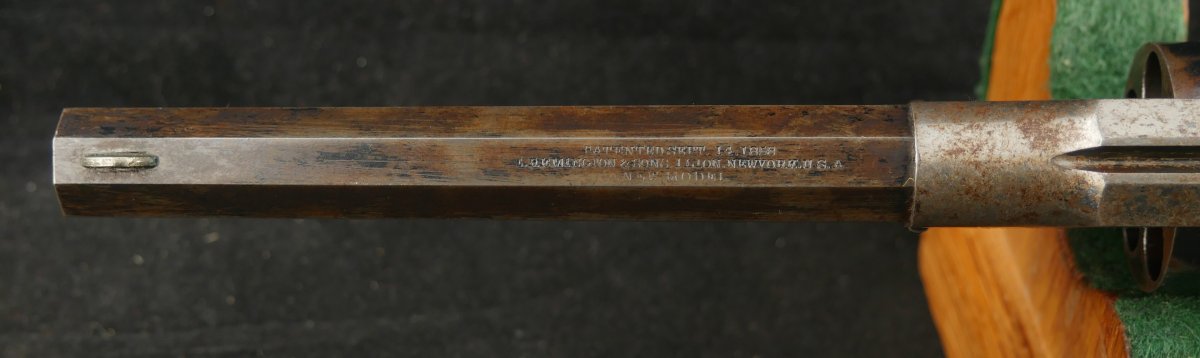 PATENTED SEPT. 14, 1858
E. REMINGTON & SONS, ILION, NEW YORK, U.S.A
NEW MODEL